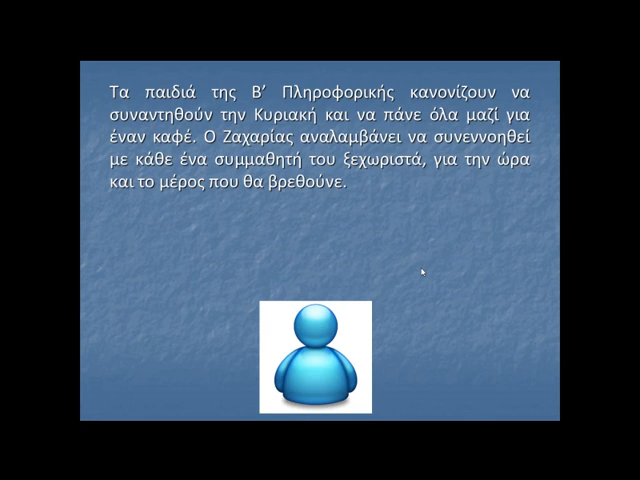 Τα παιδιά της Β’ Πληροφορικής κανονίζουν να
συναντηθούν την Κυριακή και να πάνε όλα μαζί για
έναν καφέ. Ο Ζαχαρίας αναλαμβάνει να συνεννοηθεί
με κάθε ένα συμμαθητή του ξεχωριστά, για την ώρα
και το μέρος που θα βρεθούνε.